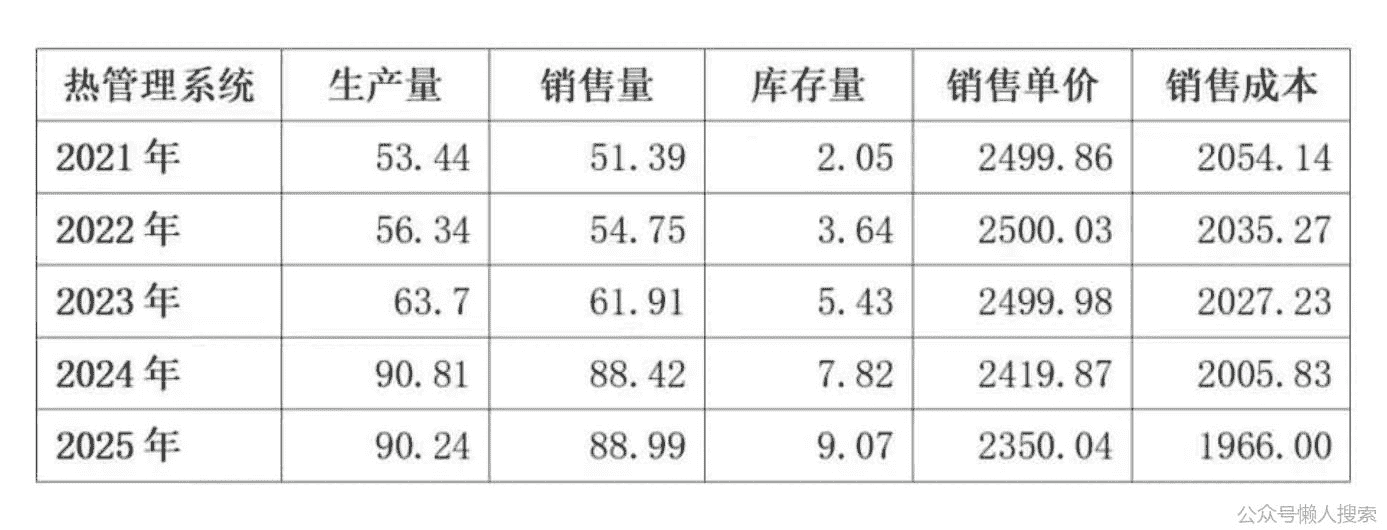 热管理系统 生产量 销售量 库存量 销售单价 销售成本
2021年 53.44 51.39 2.05 2499.86 2054.14
2022年 56.34 54.75 3.64 2500.03 2035.27
2023年 63.7 61.91 5.43 2499.98 2027.23
2024年 90.81 88.42 7.82 2419.87 2005.83
2025年 90.24 88.99 9.07 2350.04 1966.00
公众号懒人搜索